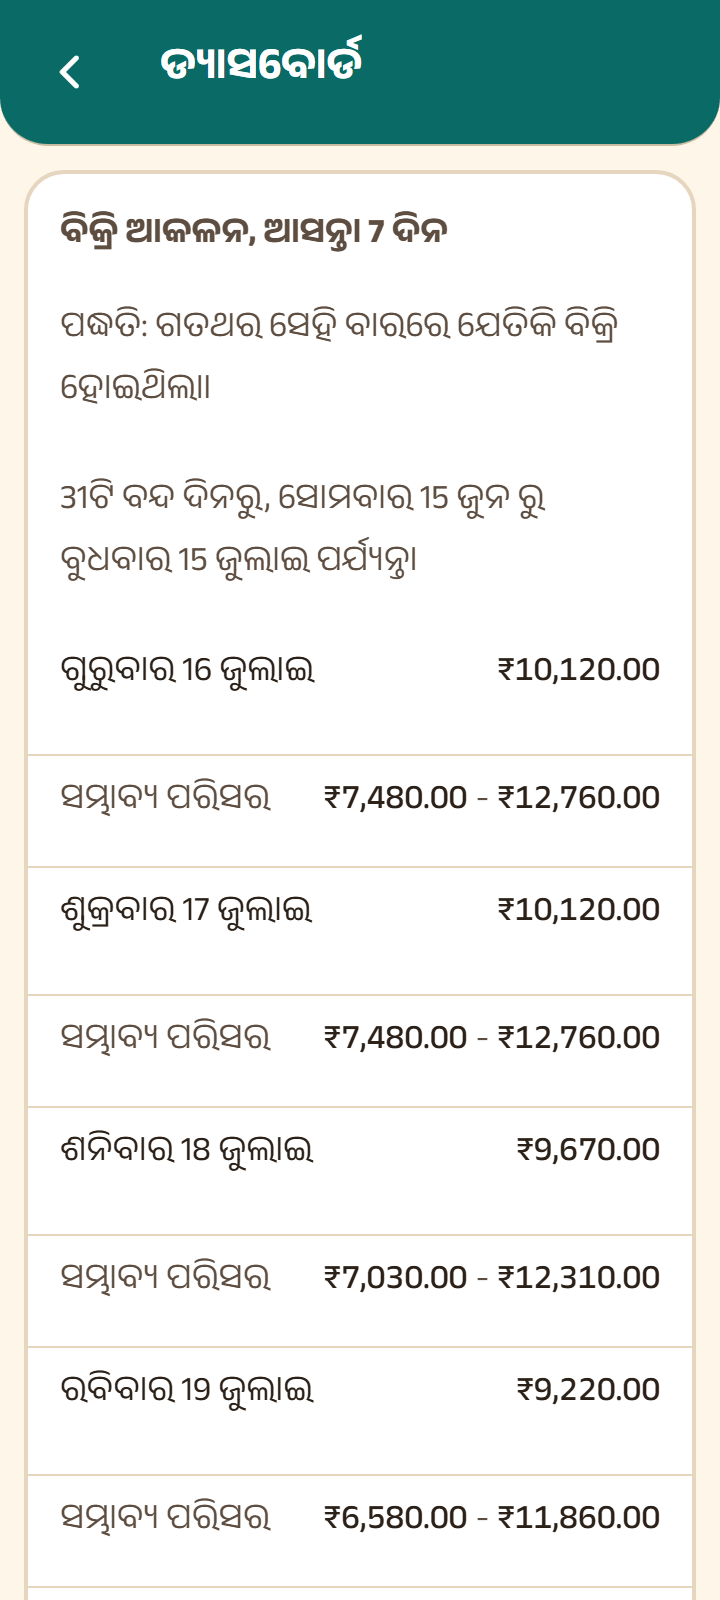 ଡ୍ୟାସବୋର୍ଡ
ବିକ୍ରି ଆକଳନ, ଆସନ୍ତା 7 ଦିନ
ପଦ୍ଧତି: ଗତଥର ସେହି ବାରରେ ଯେତିକି ବିକ୍ରି
ହୋଇଥିଲା।
31ଟି ବନ୍ଦ ଦିନରୁ, ସୋମବାର 15 ଜୁନ ରୁ
ବୁଧବାର 15 ଜୁଲାଇ ପର୍ଯ୍ୟନ୍ତ।
ଗୁରୁବାର 16 ଜୁଲାଇ ₹10,120.00
ସମ୍ଭାବ୍ୟ ପରିସର ₹7,480.00 - ₹12,760.00
ଶୁକ୍ରବାର 17 ଜୁଲାଇ ₹10,120.00
ସମ୍ଭାବ୍ୟ ପରିସର ₹7,480.00 - ₹12,760.00
ଶନିବାର 18 ଜୁଲାଇ ₹9,670.00
ସମ୍ଭାବ୍ୟ ପରିସର ₹7,030.00 - ₹12,310.00
ରବିବାର 19 ଜୁଲାଇ ₹9,220.00
ସମ୍ଭାବ୍ୟ ପରିସର ₹6,580.00 - ₹11,860.00